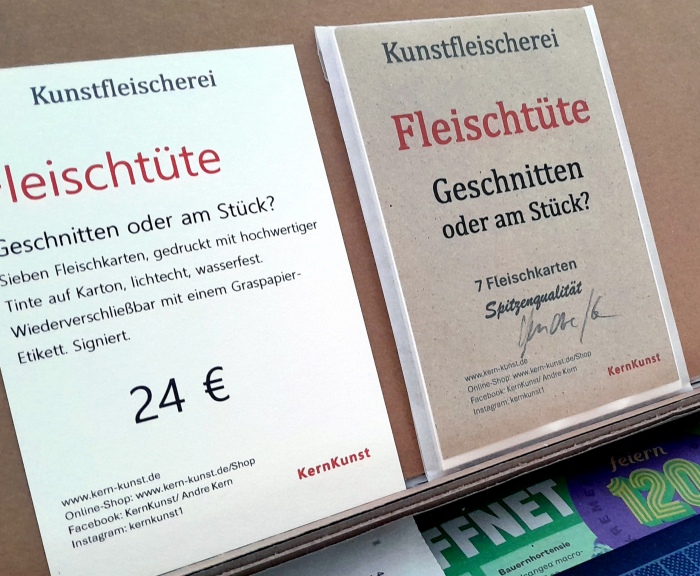 Kunstfleischerei
Fleischtüte
Geschnitten oder am Stück?
Sieben Fleischkarten, gedruckt mit hochwertiger
Tinte auf Karton, lichtecht, wasserfest.
Wiederverschließbar mit einem Graspapier-
Etikett. Signiert.
24 €
www.kern-kunst.de
Online-Shop: www.kern-kunst.de/Shop
Facebook: KernKunst/ Andre Kern
Instagram: kernkunst1
KernKunst
Kunstfleischerei
Fleischtüte
Geschnitten
oder am Stück?
7 Fleischkarten
Spitzenqualität
www.kern-kunst.de
Online-Shop: www.kern-kunst.de/Shop
Facebook: KernKunst/ Andre Kern
Instagram: kernkunst1
KernKunst
FFNET
Bauernhortensie
feiern
120